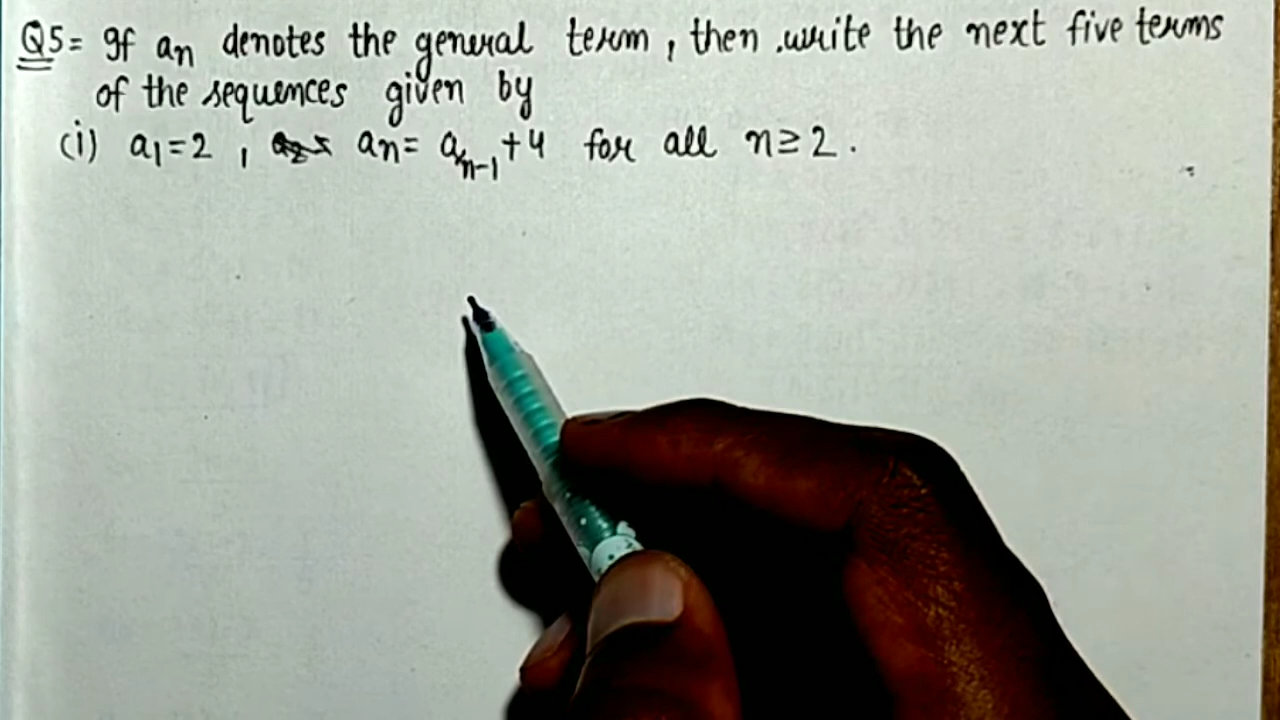 Q5= If an denotes the general term, then write the next five terms
of the sequences given by
(i) a1=2, an= an-1+4 for all n≥2.